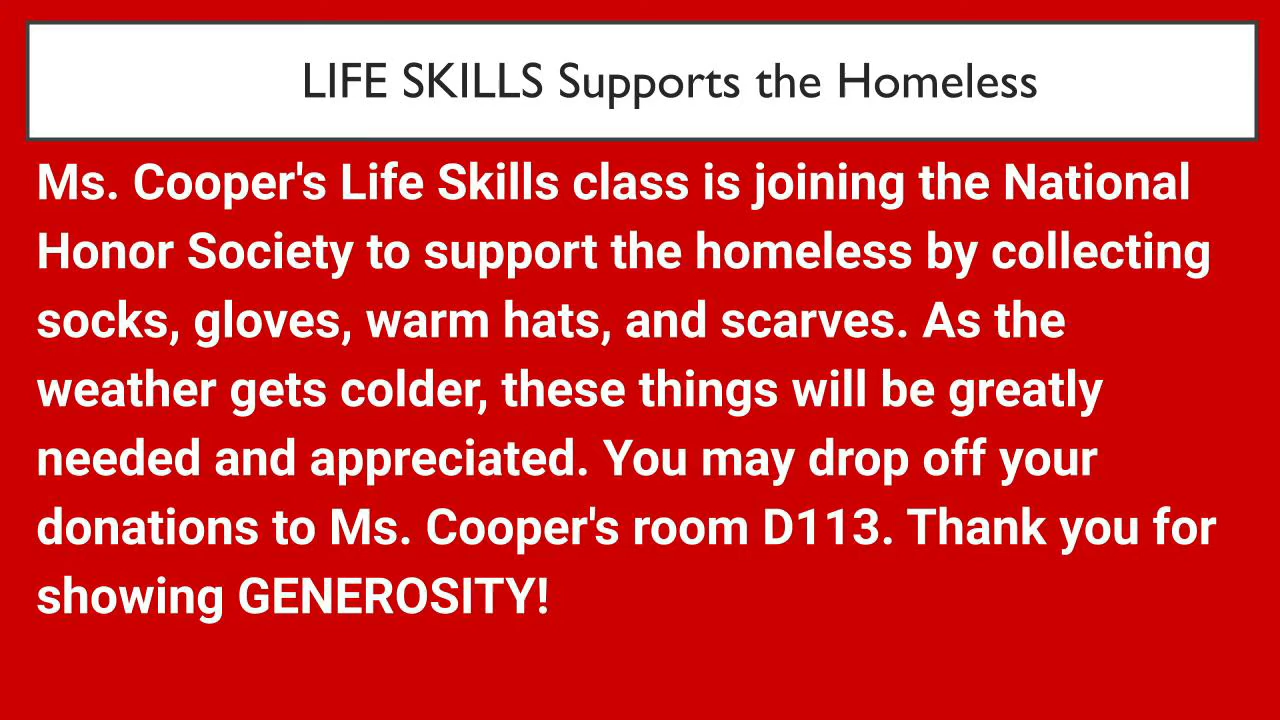 LIFE SKILLS Supports the Homeless
Ms. Cooper's Life Skills class is joining the National
Honor Society to support the homeless by collecting
socks, gloves, warm hats, and scarves. As the
weather gets colder, these things will be greatly
needed and appreciated. You may drop off your
donations to Ms. Cooper's room D113. Thank you for
showing GENEROSITY!